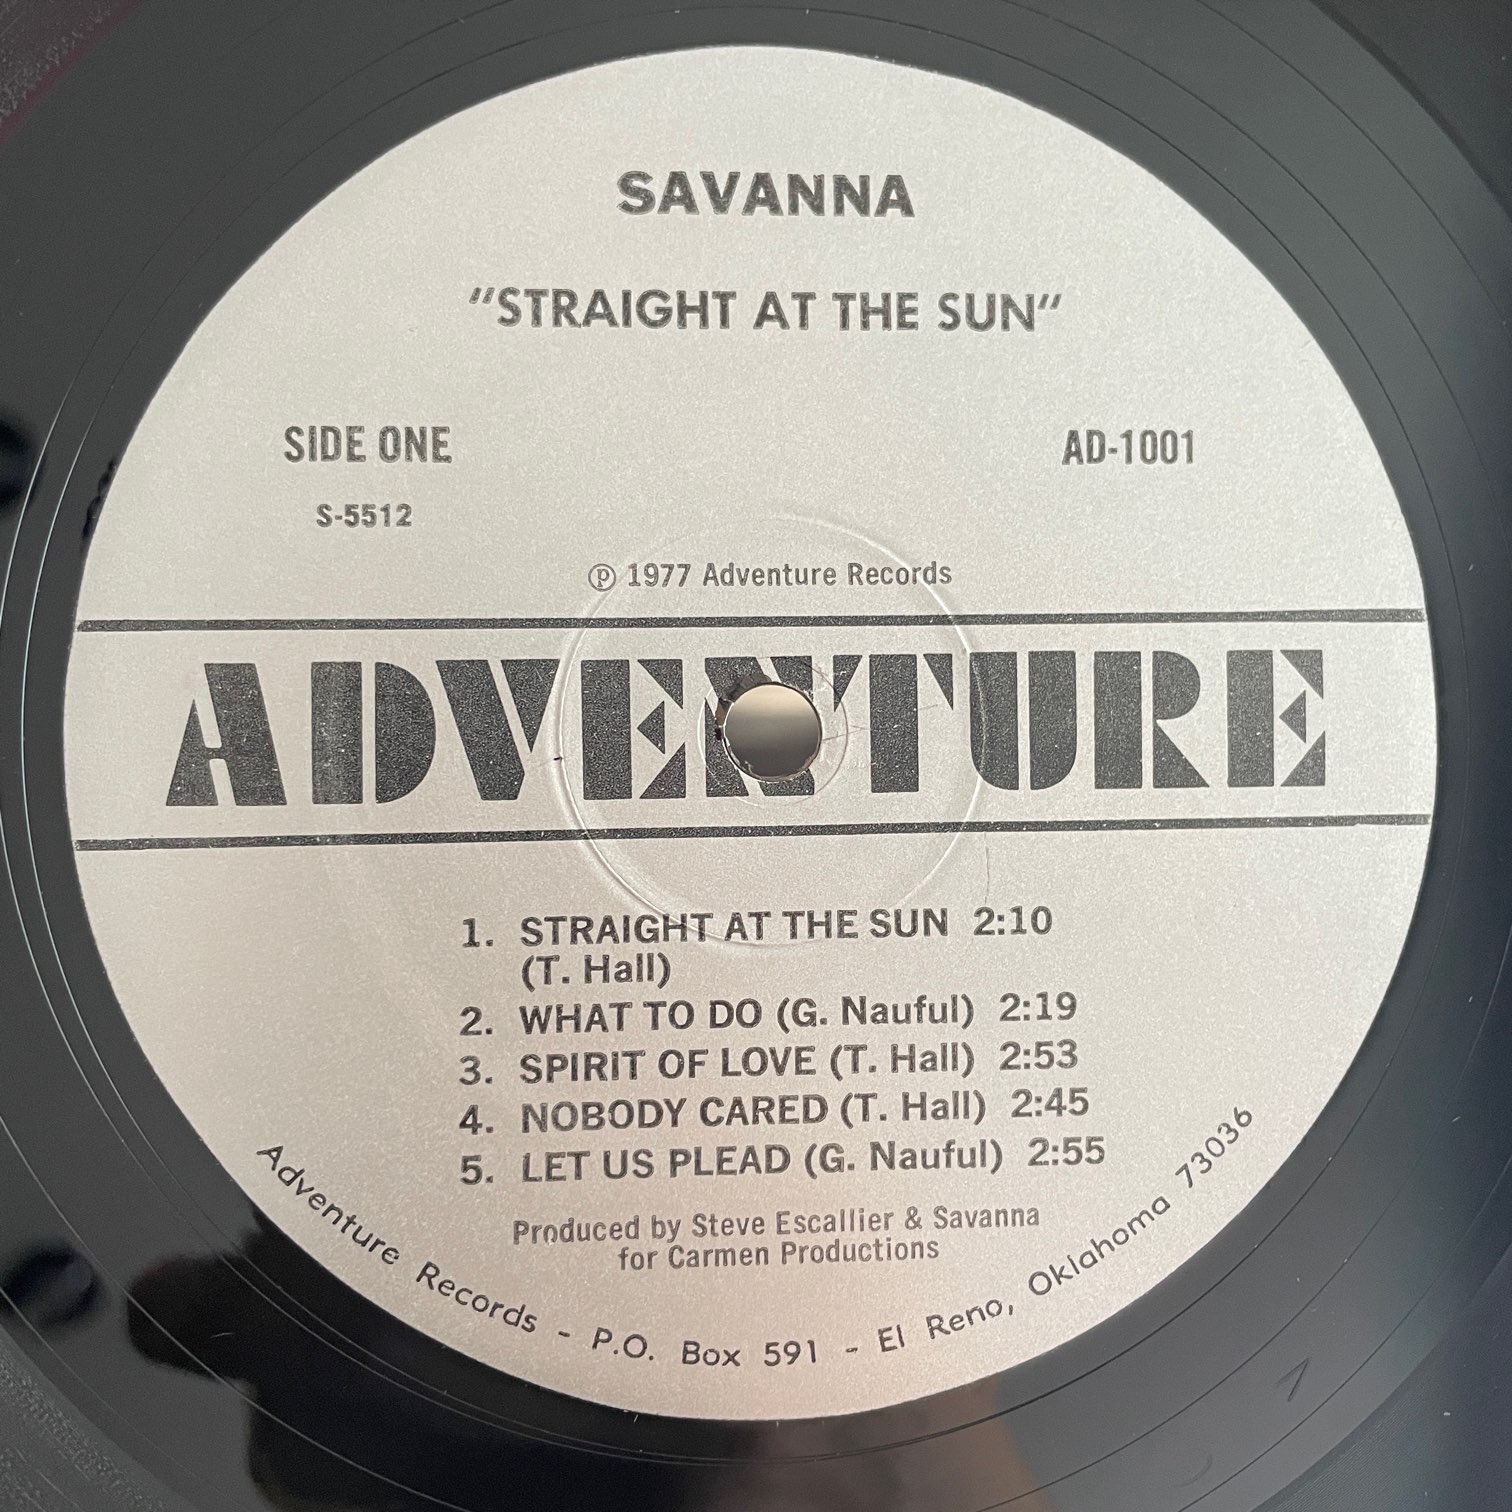 SAVANNA
"STRAIGHT AT THE SUN"
SIDE ONE
AD-1001
S-5512
℗ 1977 Adventure Records
ADVENTURE
1. STRAIGHT AT THE SUN 2:10
(T. Hall)
2. WHAT TO DO (G. Nauful) 2:19
3. SPIRIT OF LOVE (T. Hall) 2:53
4. NOBODY CARED (T. Hall) 2:45
5. LET US PLEAD (G. Nauful) 2:55
Produced by Steve Escallier & Savanna
for Carmen Productions
Adventure Records - P.O. Box 591 - El Reno, Oklahoma 73036